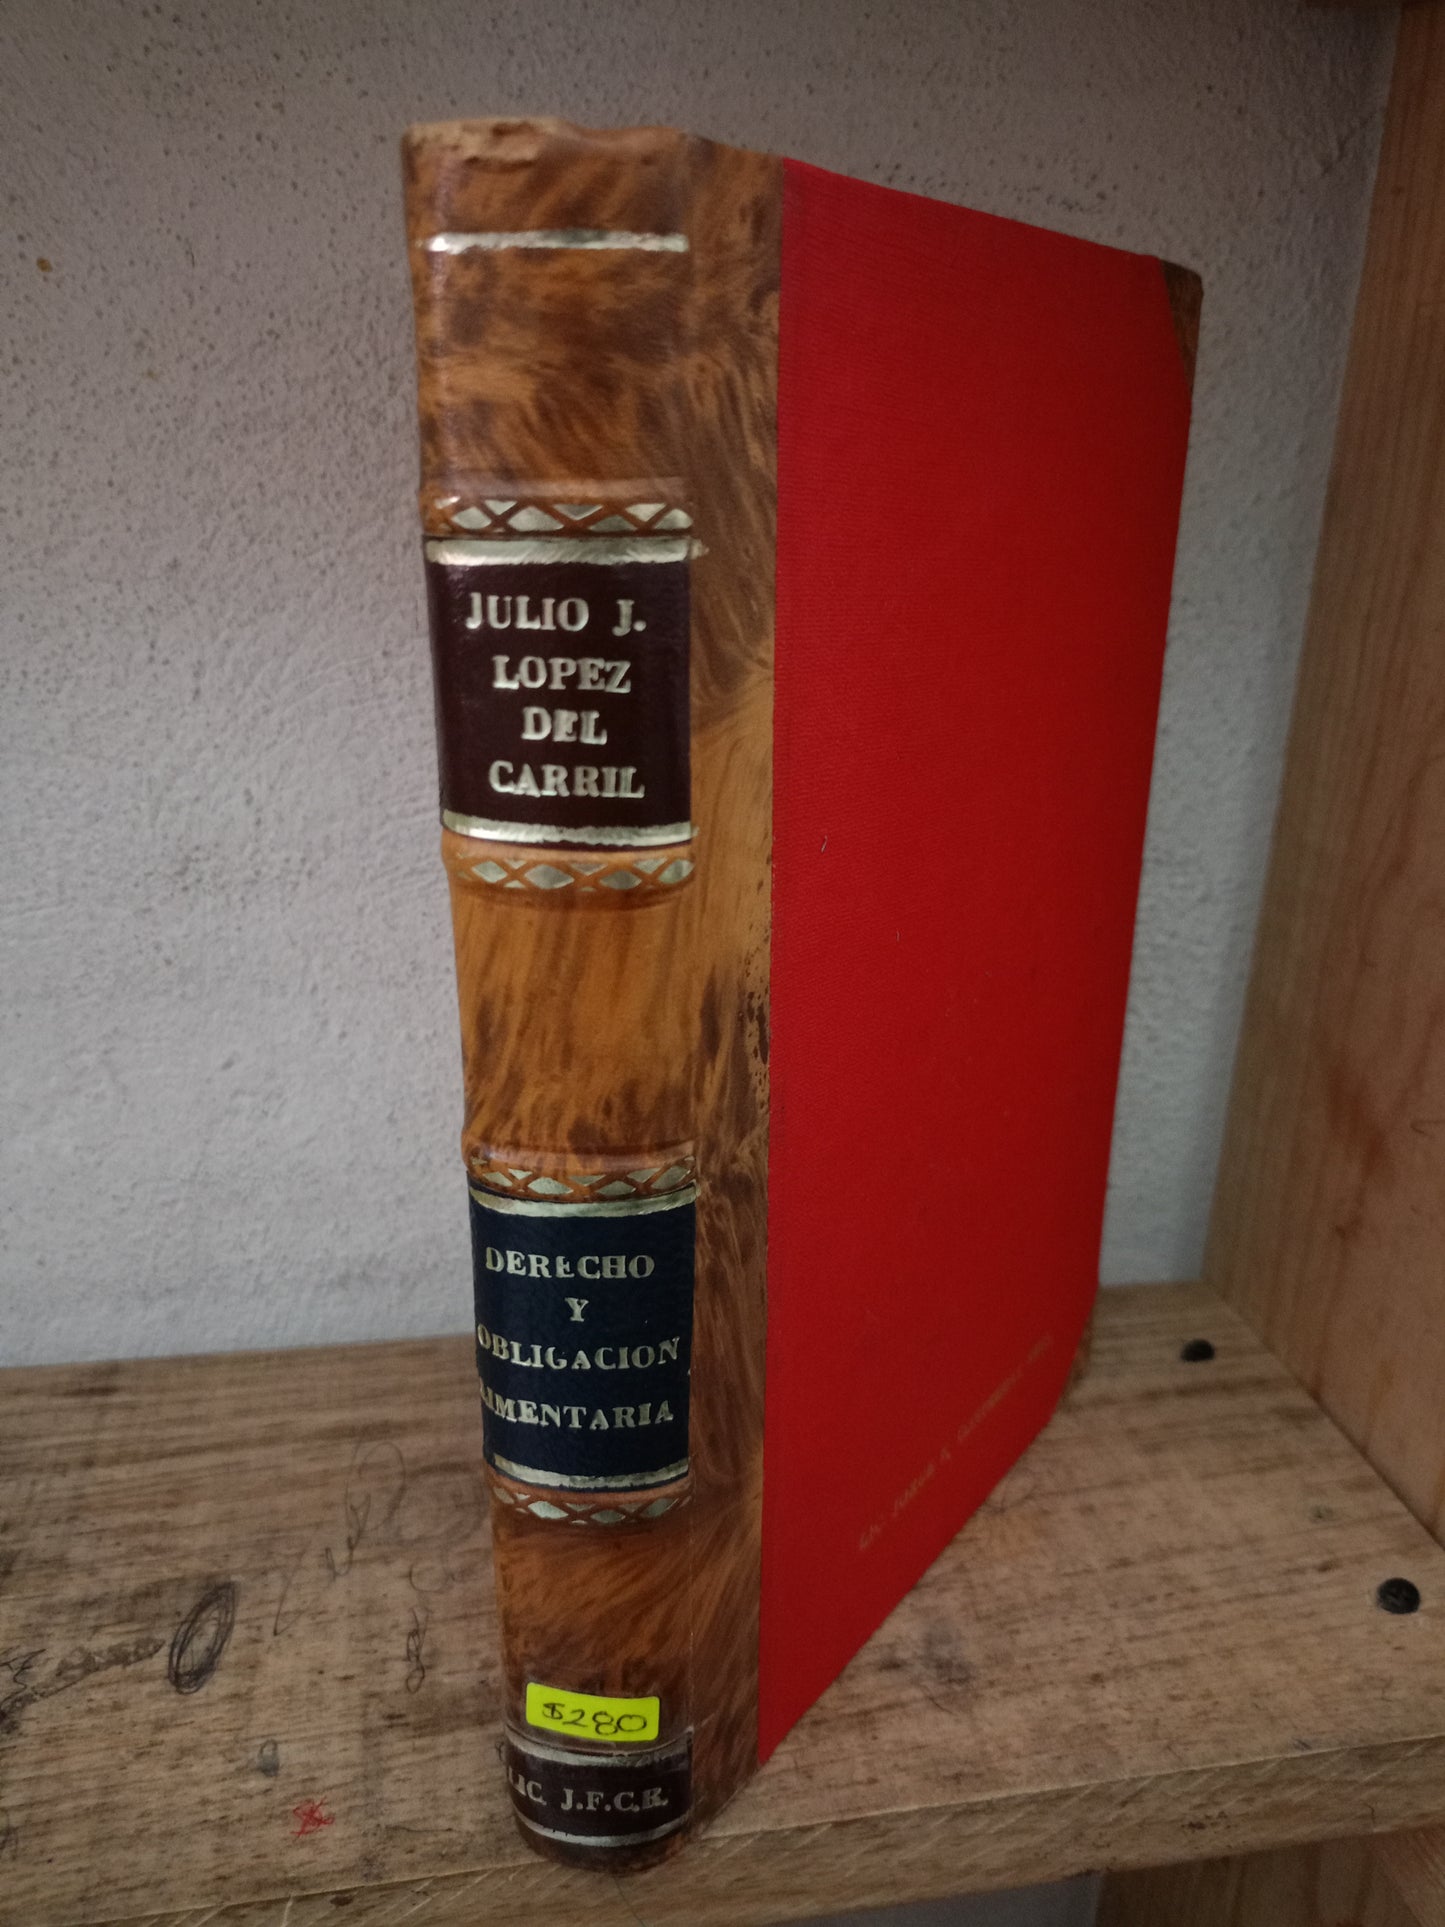 JULIO J.
LOPEZ
DEL
CARRIL
DERECHO
Y
OBLIGACION
ALIMENTARIA
$280
LIC. J.F.C.R.